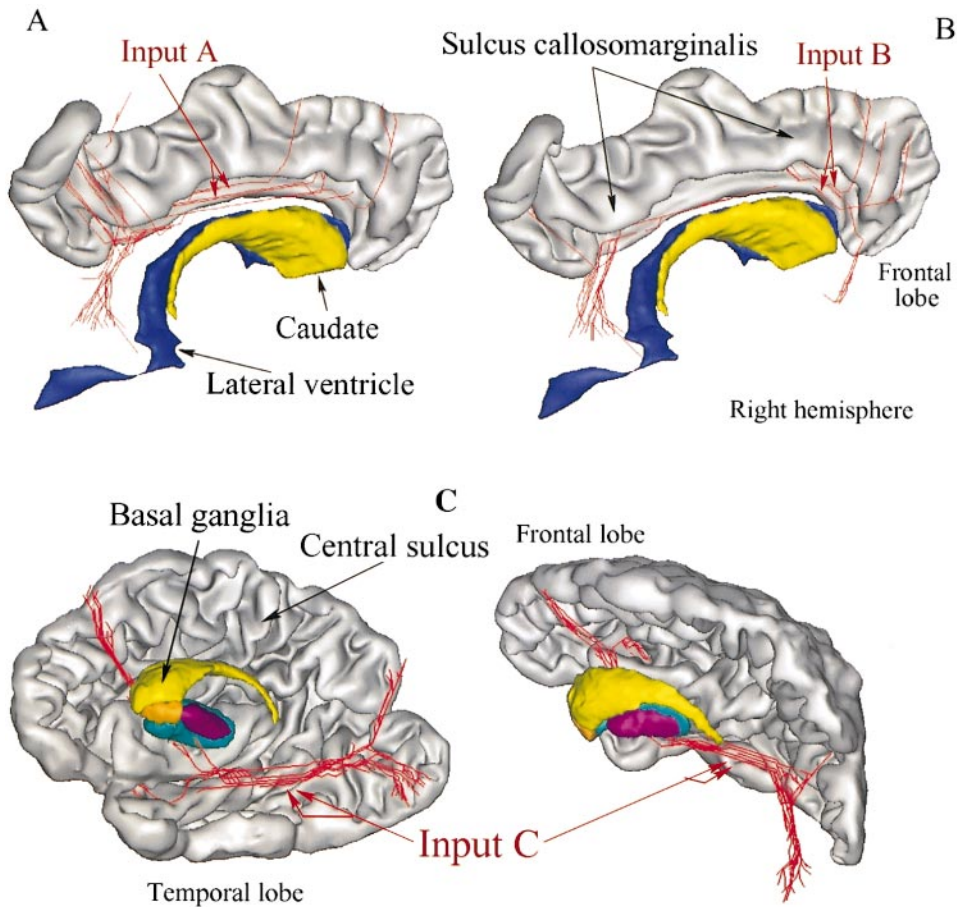 A
Input A
Caudate
Lateral ventricle
B
Sulcus callosomarginalis
Input B
Frontal
lobe
Right hemisphere
C
Basal ganglia
Central sulcus
Frontal lobe
Input C
Temporal lobe